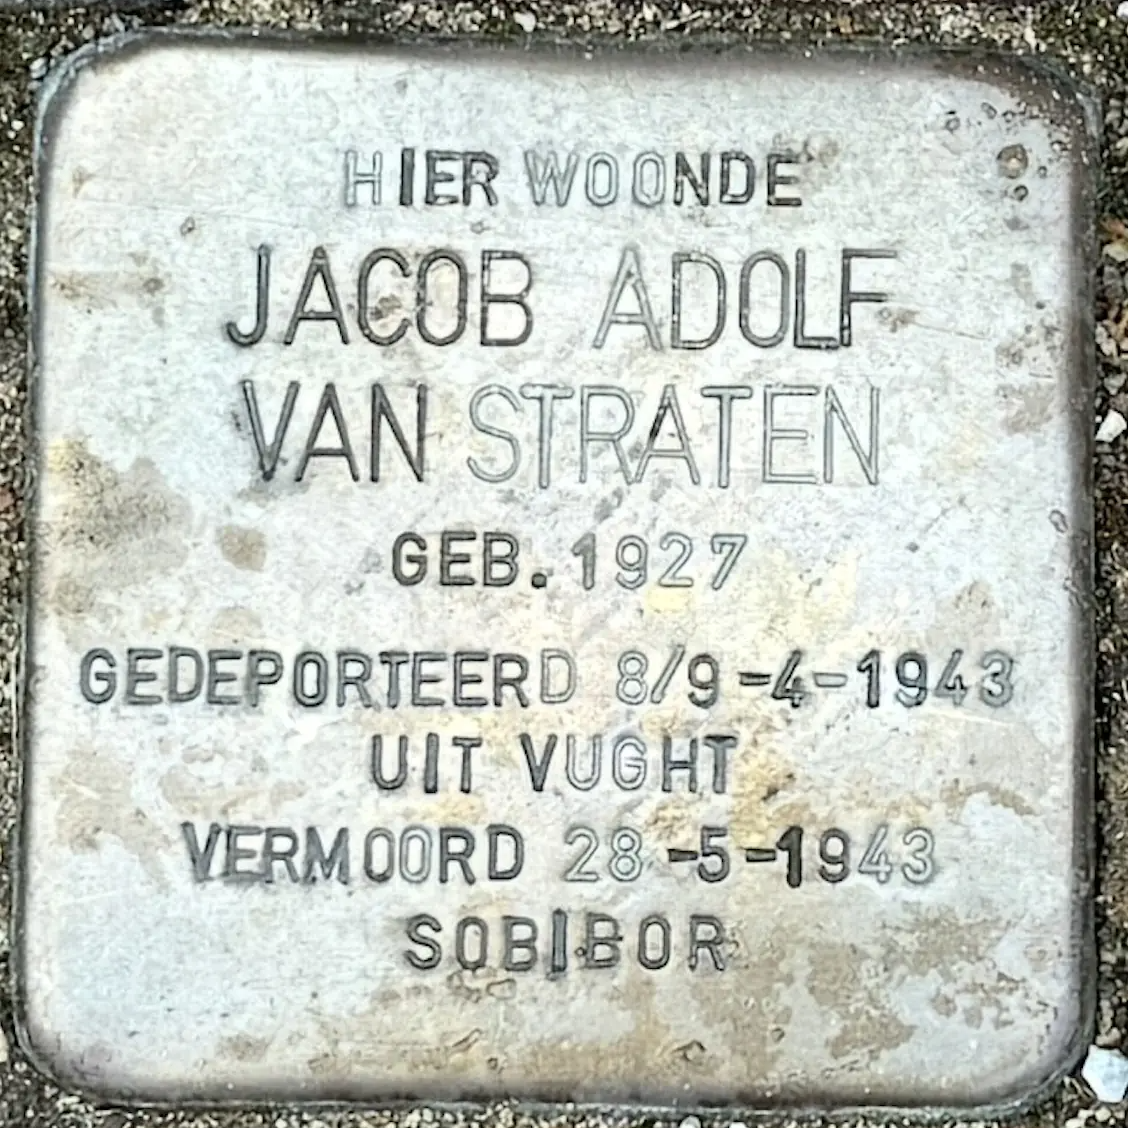 HIER WOONDE
JACOB ADOLF
VAN STRATEN
GEB. 1927
GEDEPORTEERD 8/9-4-1943
UIT VUGHT
VERMOORD 28-5-1943
SOBIBOR